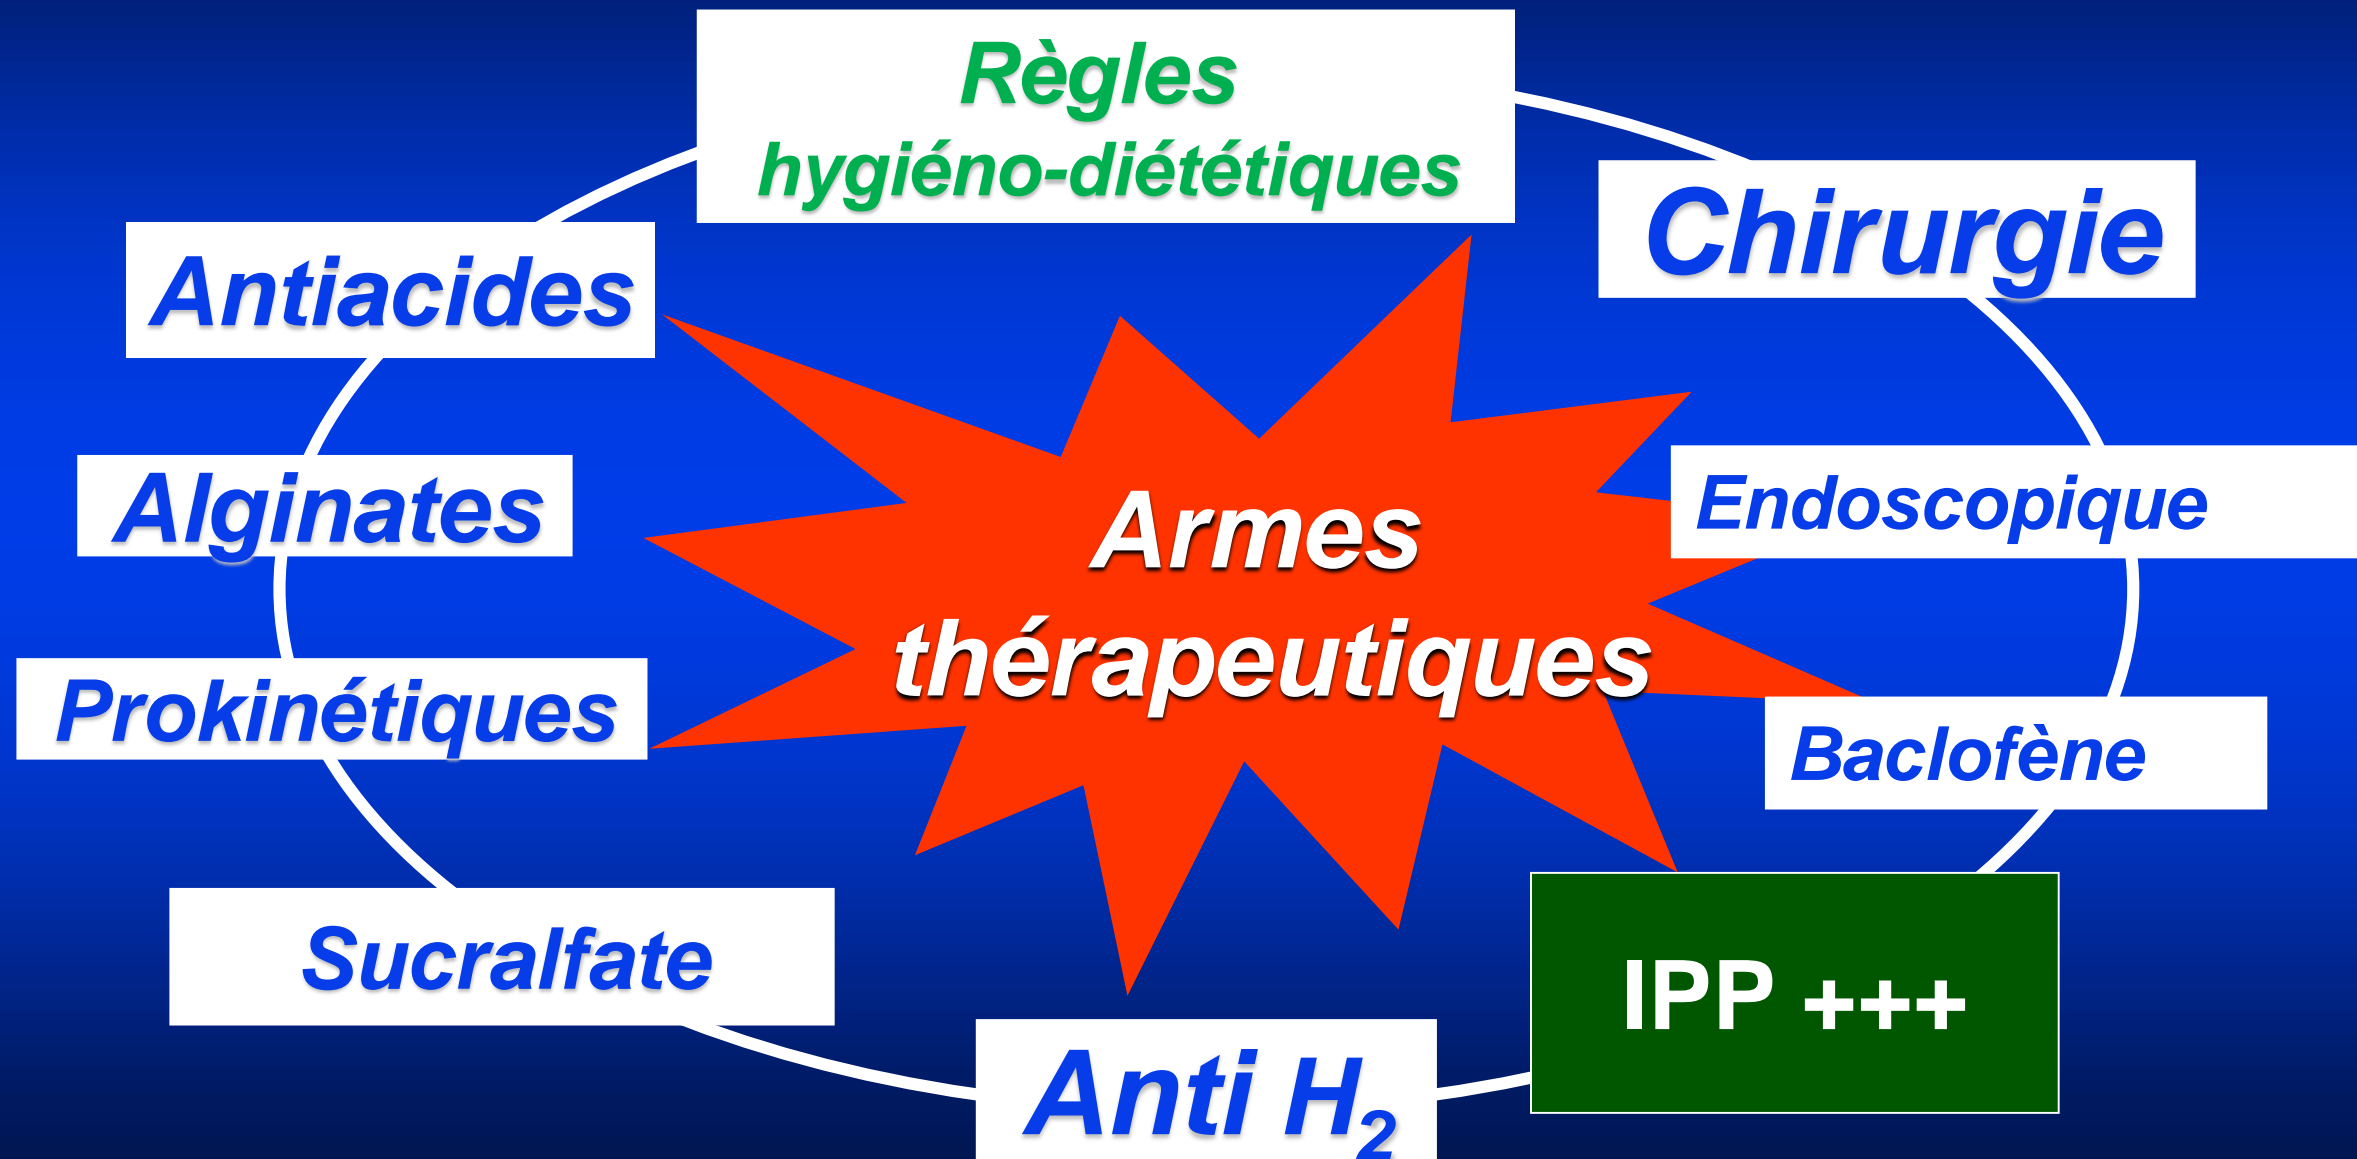 Règles
hygiéno-diététiques
Chirurgie
Antiacides
Endoscopique
Alginates
Armes
thérapeutiques
Prokinétiques
Baclofène
Sucralfate
IPP +++
Anti H₂